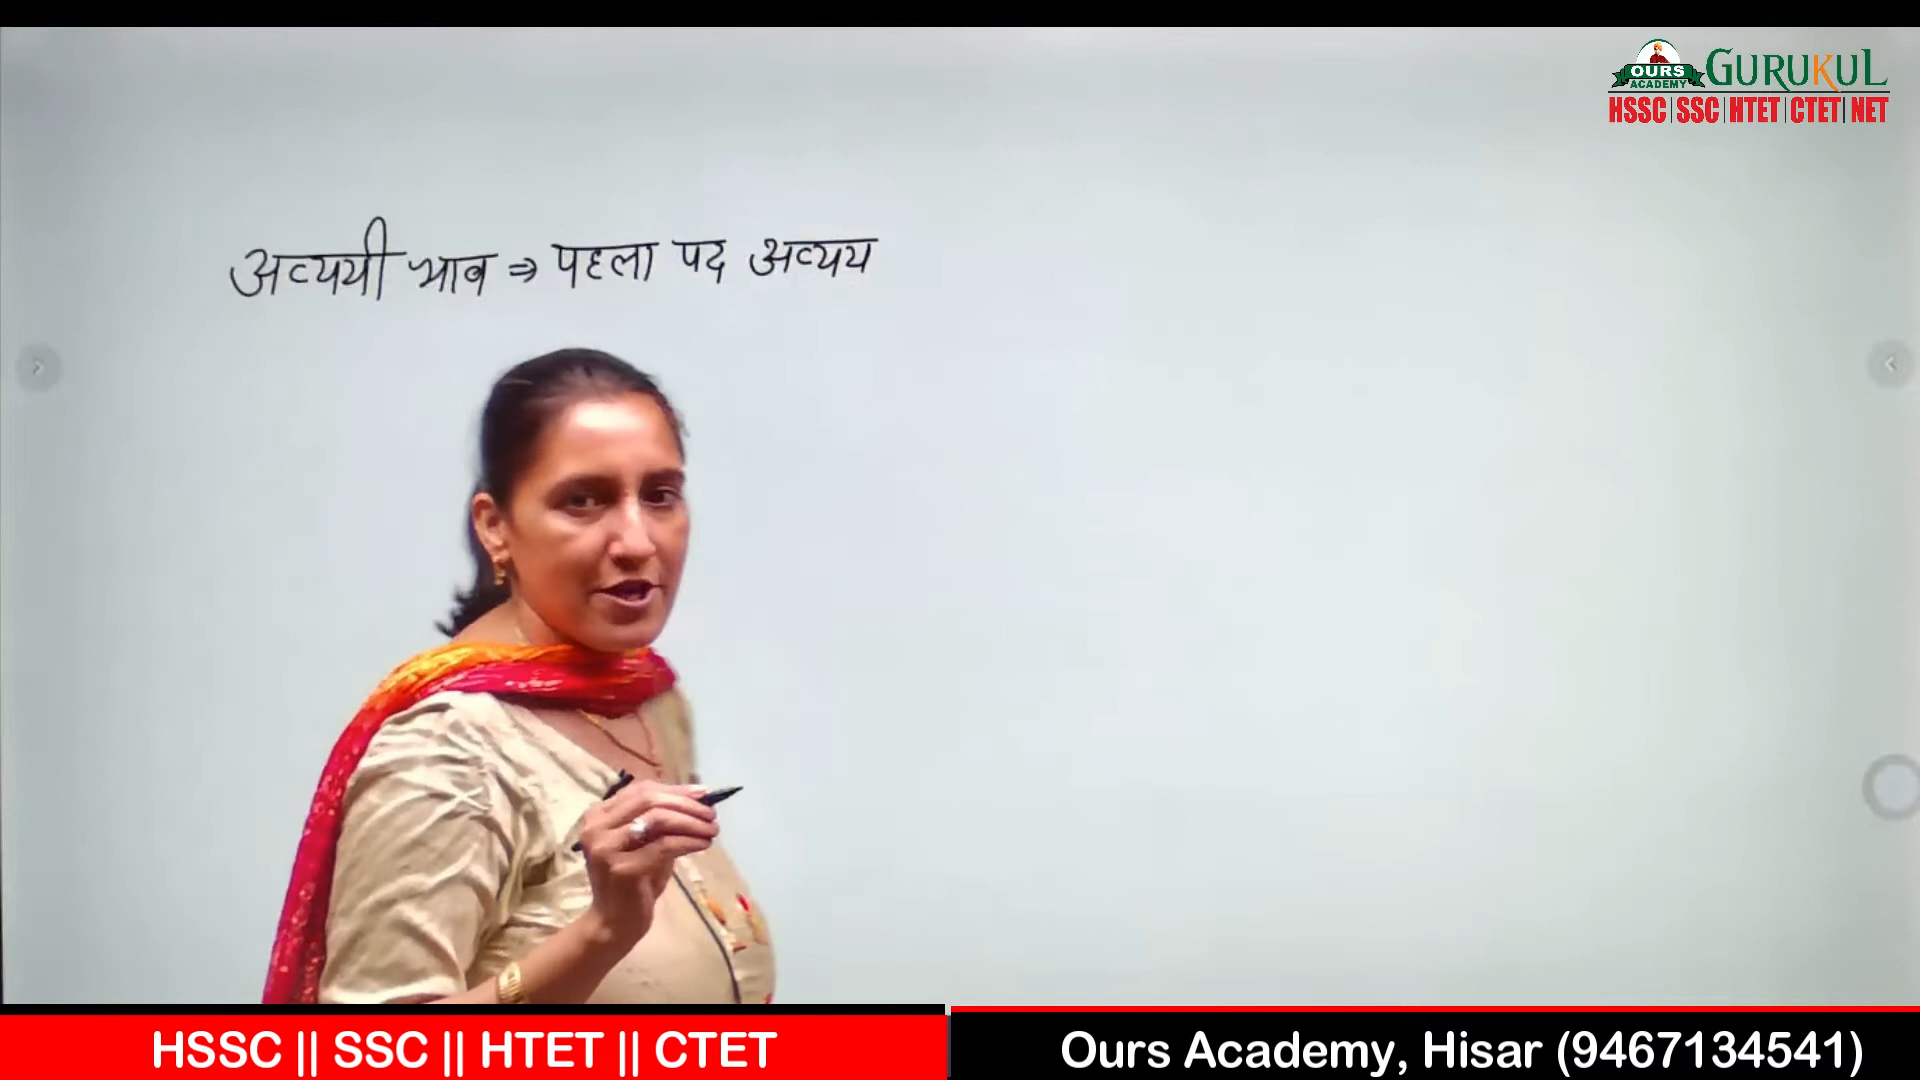 OURS
ACADEMY
GURUKUL
HSSC | SSC | HTET | CTET | NET
अव्ययी भाव ⇒ पहला पद अव्यय
HSSC || SSC || HTET || CTET
Ours Academy, Hisar (9467134541)